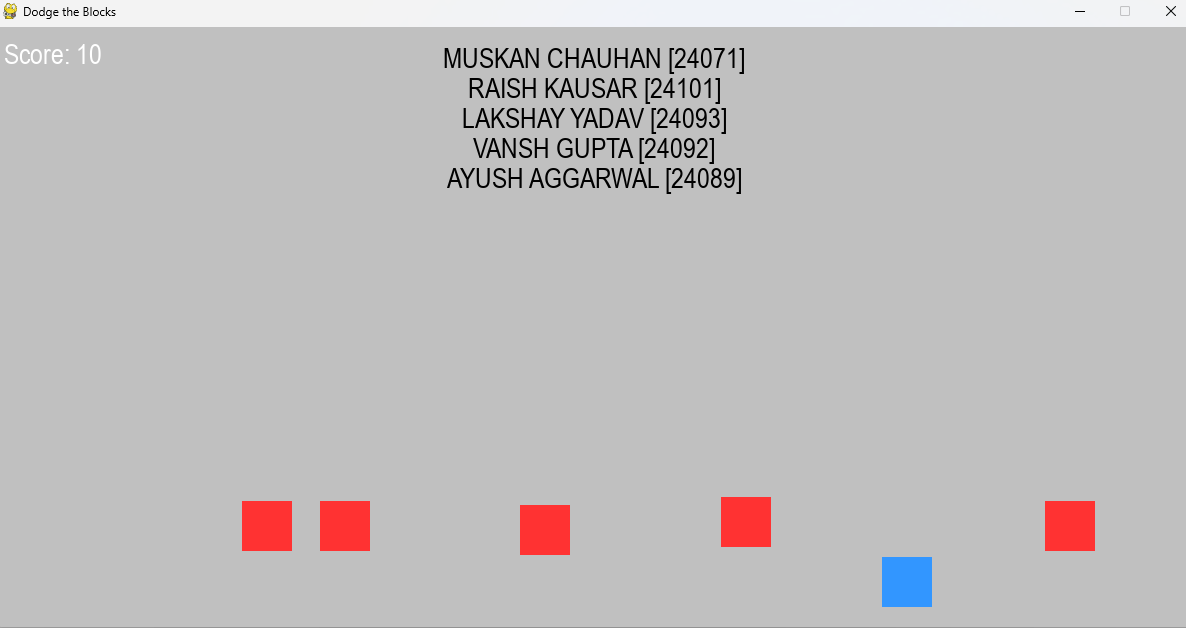 Dodge the Blocks
Score: 10
MUSKAN CHAUHAN [24071]
RAISH KAUSAR [24101]
LAKSHAY YADAV [24093]
VANSH GUPTA [24092]
AYUSH AGGARWAL [24089]